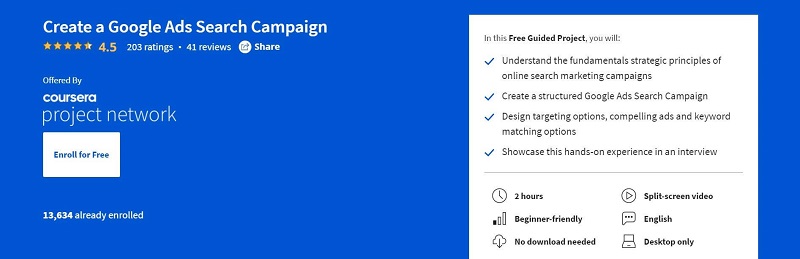 Create a Google Ads Search Campaign
4.5 203 ratings • 41 reviews Share
Offered By
coursera
project network
Enroll for Free
13,634 already enrolled
In this Free Guided Project, you will:
Understand the fundamentals strategic principles of
online search marketing campaigns
Create a structured Google Ads Search Campaign
Design targeting options, compelling ads and keyword
matching options
Showcase this hands-on experience in an interview
2 hours
Split-screen video
Beginner-friendly
English
No download needed
Desktop only